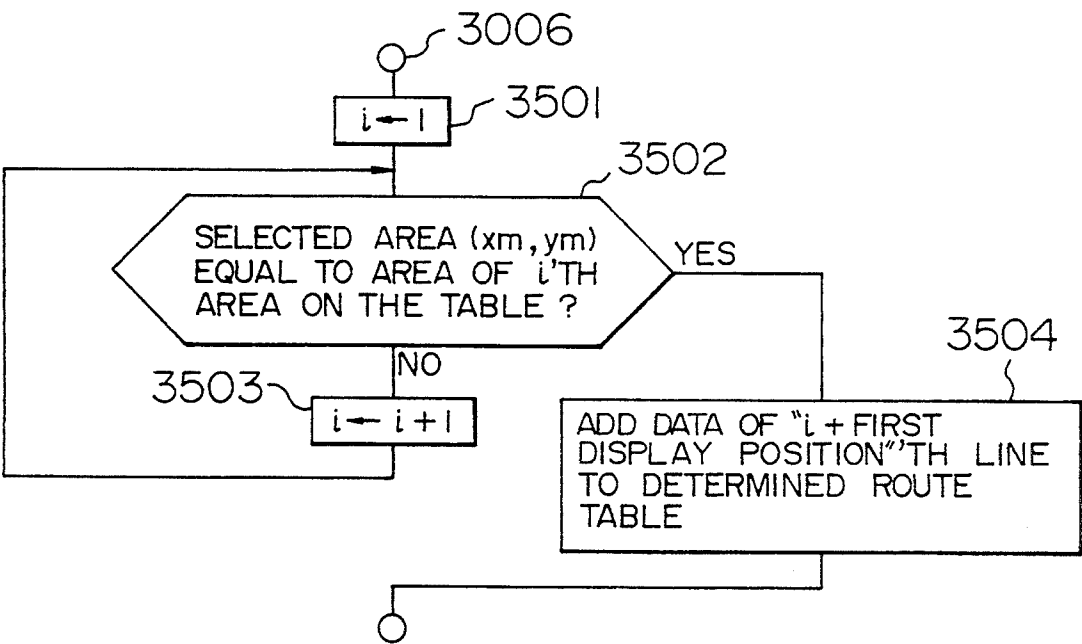 3006
3501
i ← 1
3502
SELECTED AREA (xm, ym)
EQUAL TO AREA OF i'TH
AREA ON THE TABLE ?
YES
NO
3503
i ← i + 1
3504
ADD DATA OF "i + FIRST
DISPLAY POSITION"'TH LINE
TO DETERMINED ROUTE
TABLE